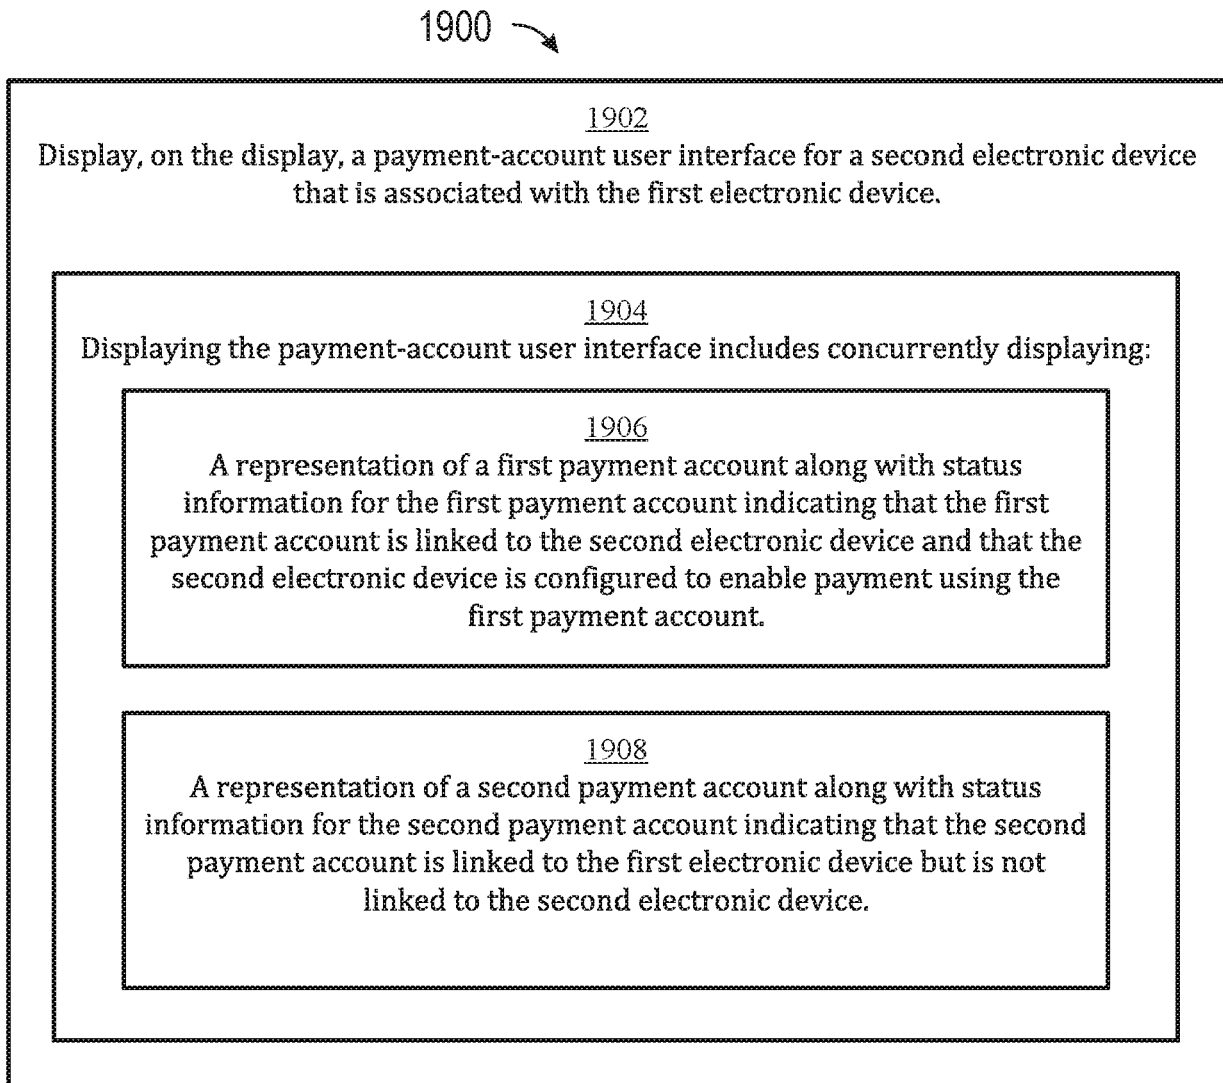 1900
1902
Display, on the display, a payment-account user interface for a second electronic device
that is associated with the first electronic device.
1904
Displaying the payment-account user interface includes concurrently displaying:
1906
A representation of a first payment account along with status
information for the first payment account indicating that the first
payment account is linked to the second electronic device and that the
second electronic device is configured to enable payment using the
first payment account.
1908
A representation of a second payment account along with status
information for the second payment account indicating that the second
payment account is linked to the first electronic device but is not
linked to the second electronic device.